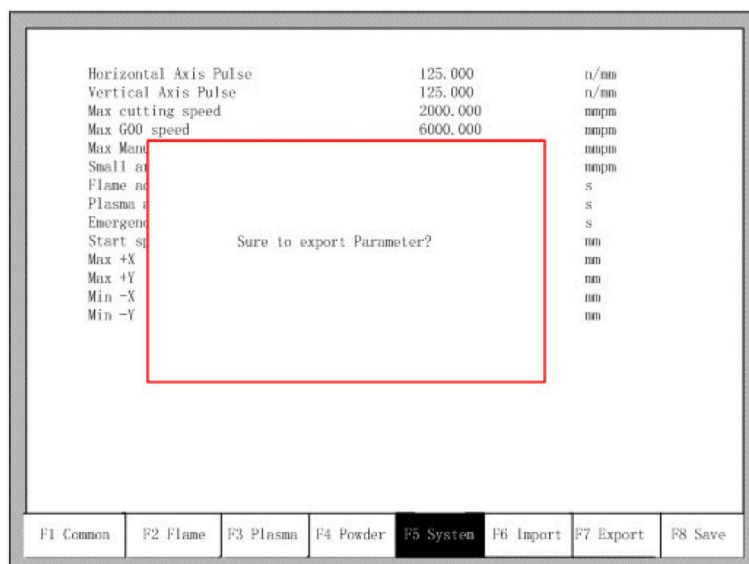 Horizontal Axis Pulse 125.000 n/mm
Vertical Axis Pulse 125.000 n/mm
Max cutting speed 2000.000 mmpm
Max G00 speed 6000.000 mmpm
Max mmpm
Small mmpm
Flame s
Plasma s
s
Start Sure to export Parameter? mm
Max +X mm
Max +Y mm
Min -X mm
Min -Y mm
F1 Common F2 Flame F3 Plasma F4 Powder F5 System F6 Import F7 Export F8 Save